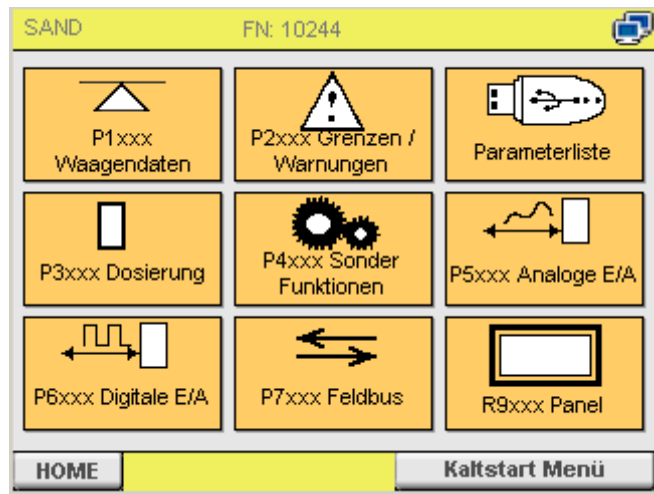 SAND FN: 10244
P1xxx
Waagendaten
P2xxx Grenzen /
Warnungen
Parameterliste
P3xxx Dosierung
P4xxx Sonder
Funktionen
P5xxx Analoge E/A
P6xxx Digitale E/A
P7xxx Feldbus
R9xxx Panel
HOME
Kaltstart Menü